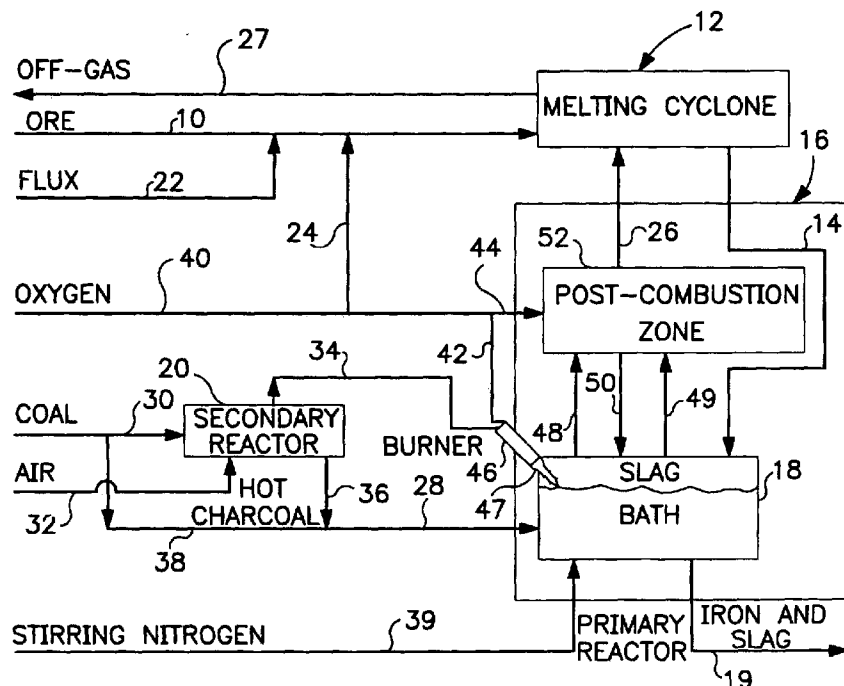 27
12
OFF-GAS
MELTING CYCLONE
ORE
10
16
FLUX
22
24
26
14
52
40
44
OXYGEN
POST-COMBUSTION
ZONE
34
42
20
COAL
30
SECONDARY
REACTOR
BURNER
48
50
49
46
SLAG
18
AIR
32
HOT
CHARCOAL
36
28
47
BATH
38
STIRRING NITROGEN
39
PRIMARY
REACTOR
IRON AND
SLAG
19